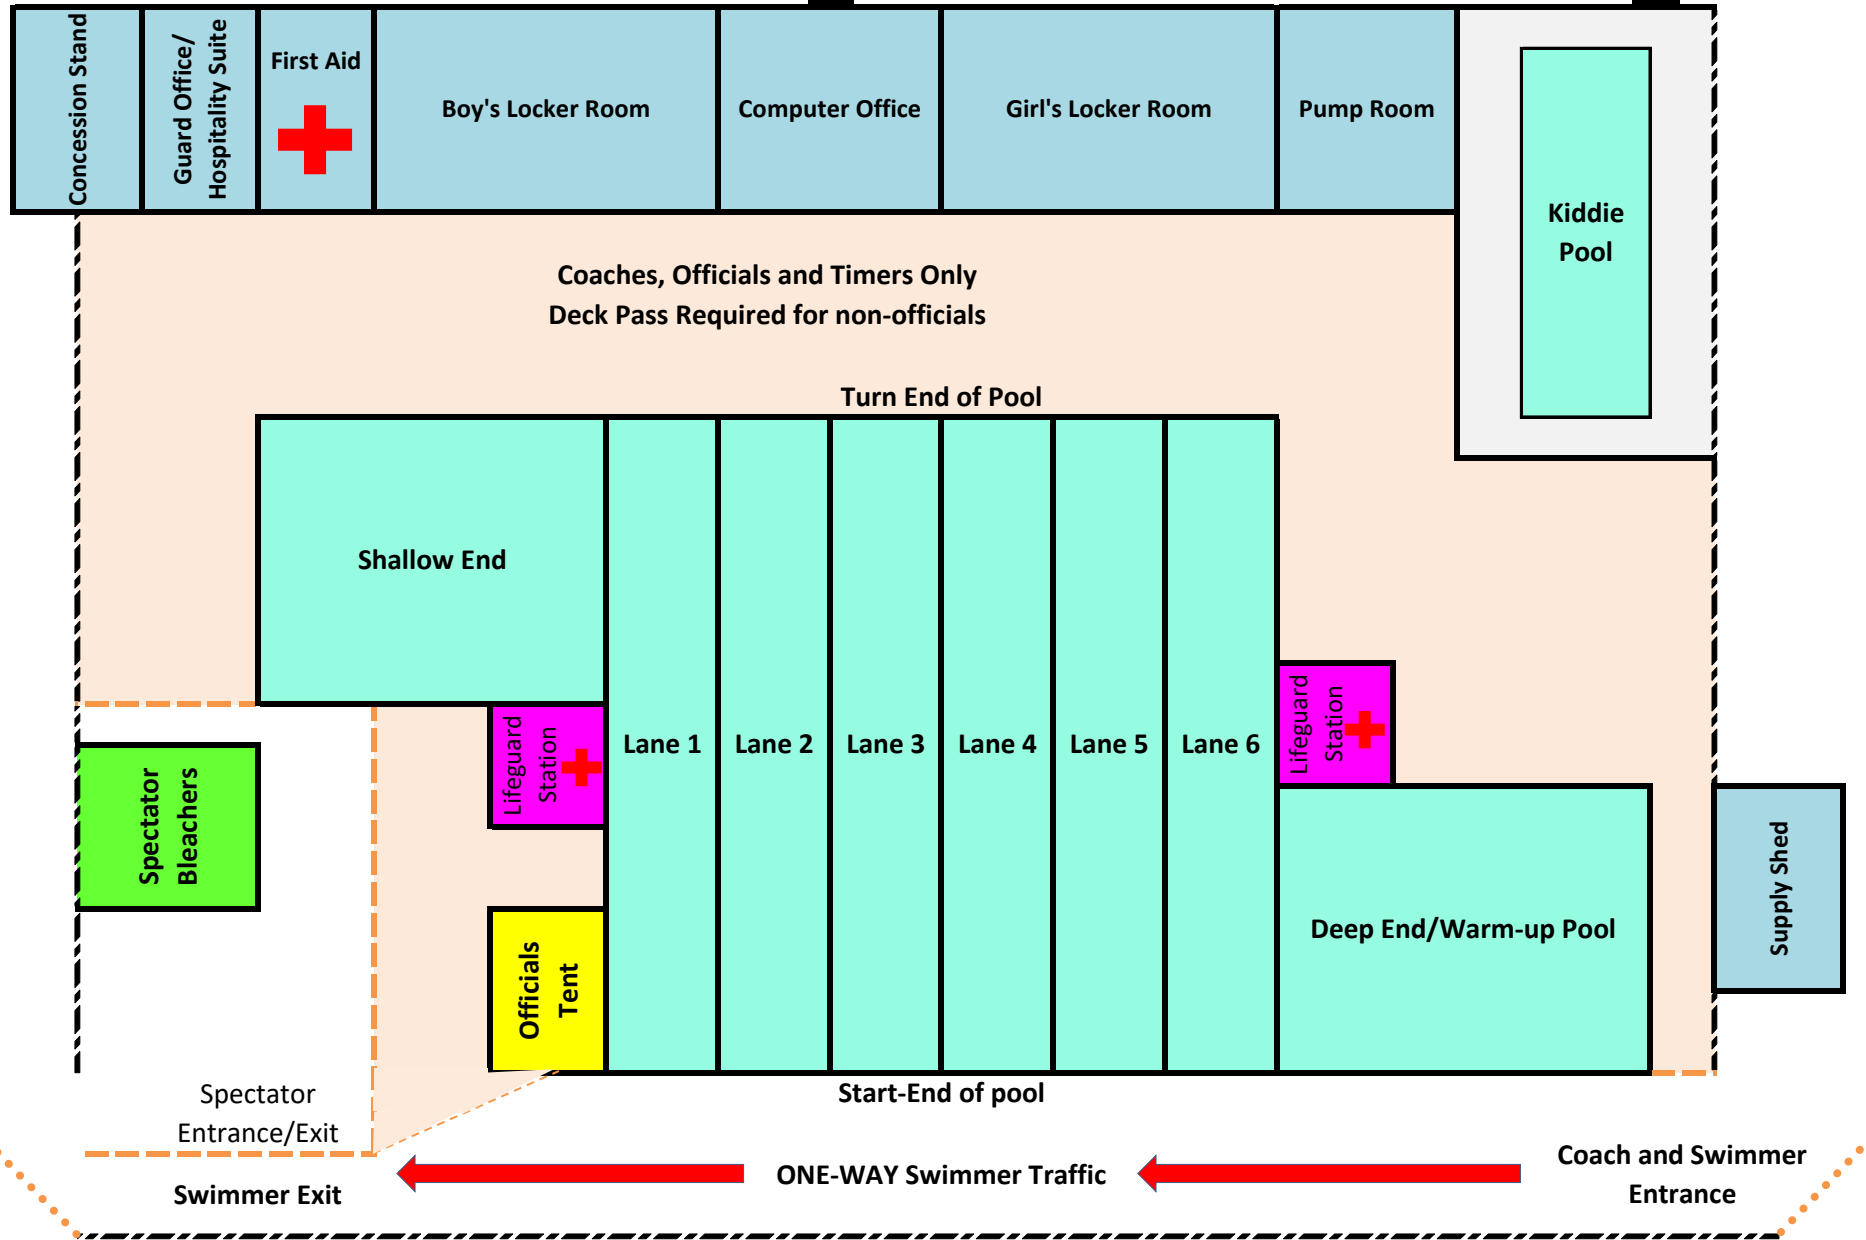 Concession Stand
Guard Office/
Hospitality Suite
First Aid
Boy's Locker Room
Computer Office
Girl's Locker Room
Pump Room
Kiddie
Pool
Coaches, Officials and Timers Only
Deck Pass Required for non-officials
Turn End of Pool
Shallow End
Lifeguard
Station
Lane 1
Lane 2
Lane 3
Lane 4
Lane 5
Lane 6
Lifeguard
Station
Spectator
Bleachers
Officials
Tent
Deep End/Warm-up Pool
Supply Shed
Start-End of pool
Spectator
Entrance/Exit
Swimmer Exit
ONE-WAY Swimmer Traffic
Coach and Swimmer
Entrance